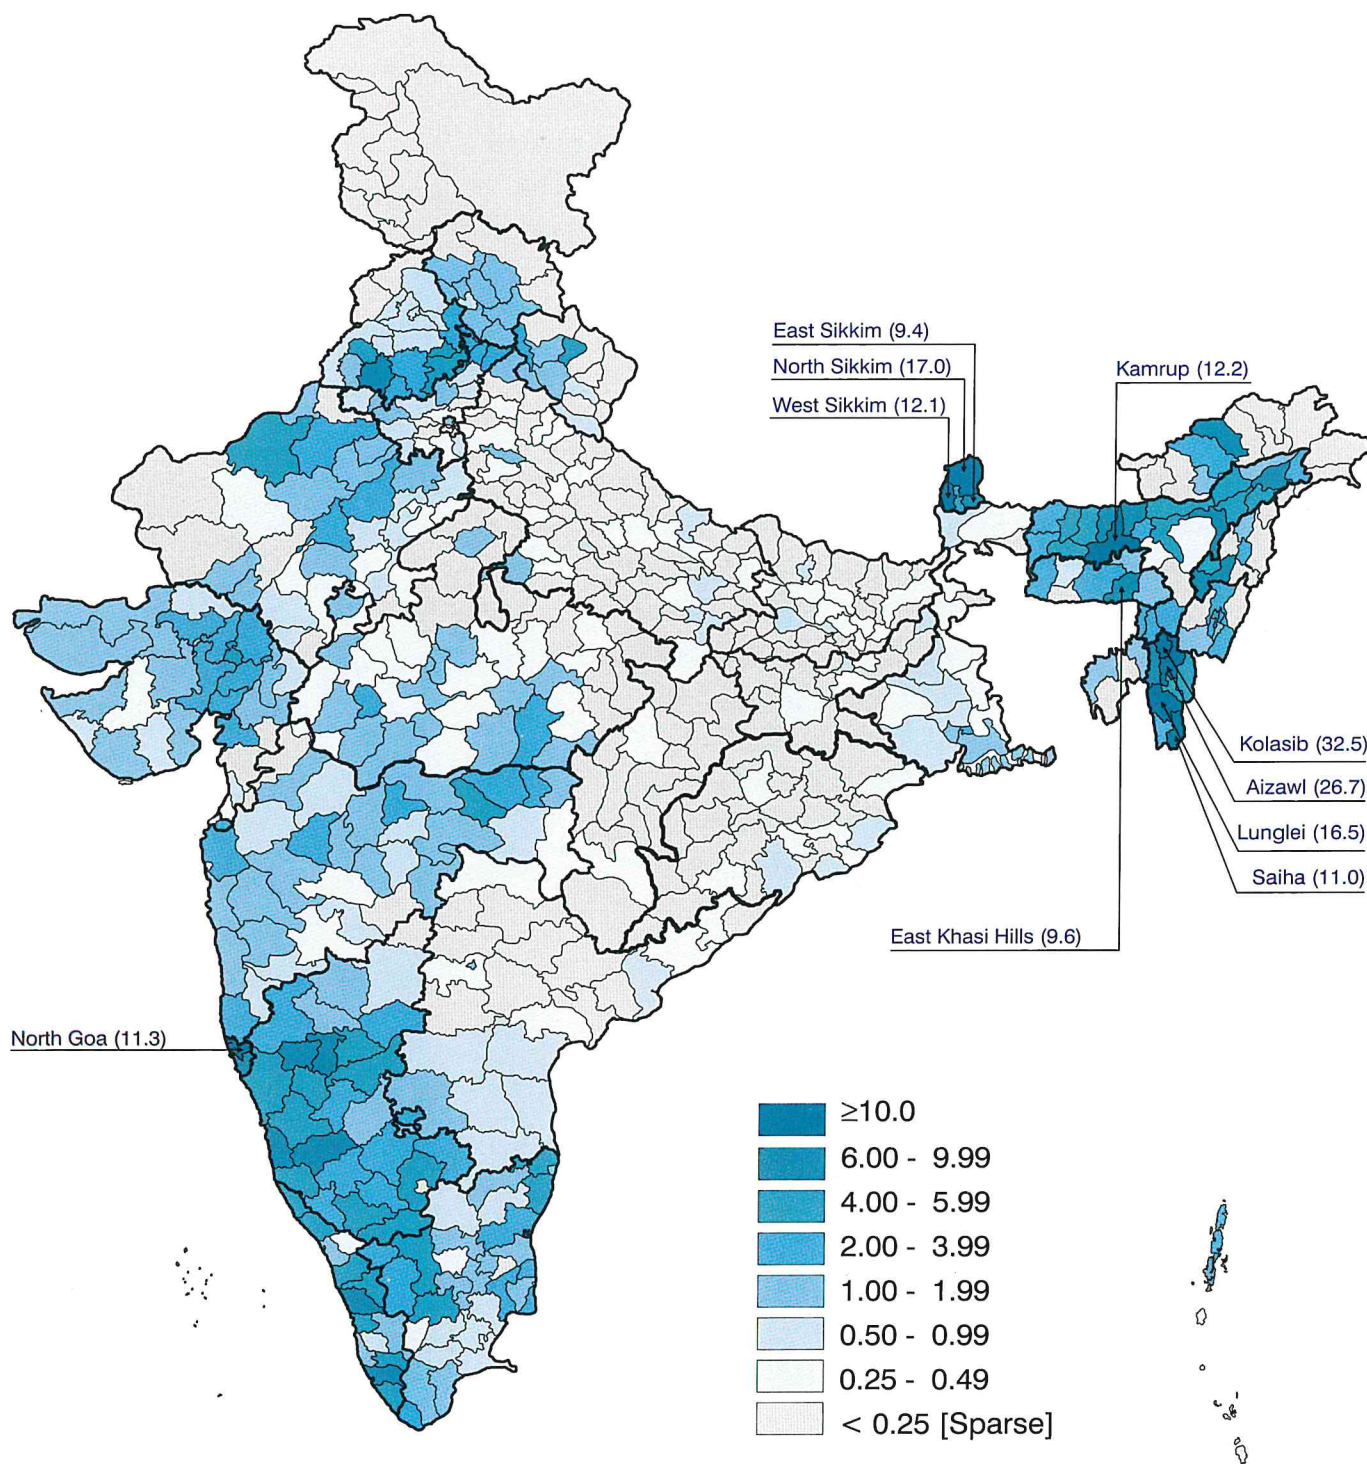 East Sikkim (9.4)
North Sikkim (17.0)
West Sikkim (12.1)
Kamrup (12.2)
Kolasib (32.5)
Aizawl (26.7)
Lunglei (16.5)
Saiha (11.0)
East Khasi Hills (9.6)
North Goa (11.3)
≥10.0
6.00 - 9.99
4.00 - 5.99
2.00 - 3.99
1.00 - 1.99
0.50 - 0.99
0.25 - 0.49
< 0.25 [Sparse]